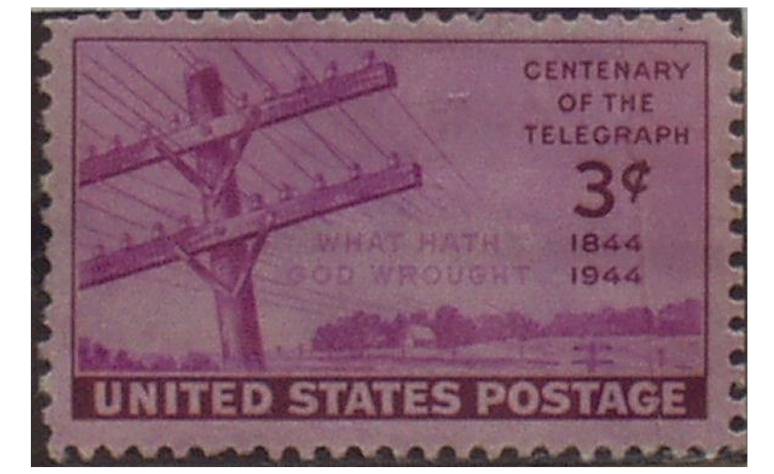 CENTENARY
OF THE
TELEGRAPH
3¢
WHAT HATH 1844
GOD WROUGHT 1944
UNITED STATES POSTAGE